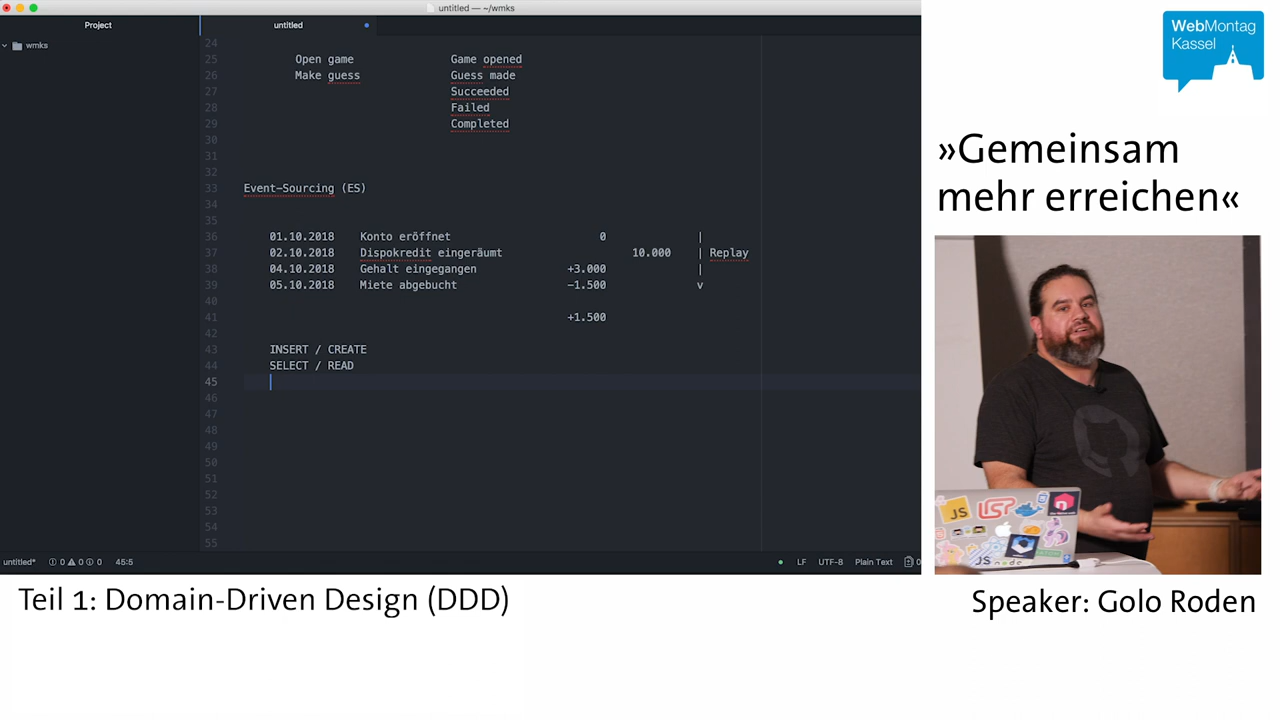 untitled — ~/wmks
Project
untitled
wmks
24
25 Open game Game opened
26 Make guess Guess made
27 Succeeded
28 Failed
29 Completed
30
31
32
33 Event-Sourcing (ES)
34
35
36 01.10.2018 Konto eröffnet 0 |
37 02.10.2018 Dispokredit eingeräumt 10.000 | Replay
38 04.10.2018 Gehalt eingegangen +3.000 |
39 05.10.2018 Miete abgebucht -1.500 v
40
41 +1.500
42
43 INSERT / CREATE
44 SELECT / READ
45
46
47
48
49
50
51
52
53
54
55
untitled* 0 0 0 45:5 LF UTF-8 Plain Text 0
WebMontag
Kassel
»Gemeinsam
mehr erreichen«
JS
LISP
JS
node
Teil 1: Domain-Driven Design (DDD)
Speaker: Golo Roden